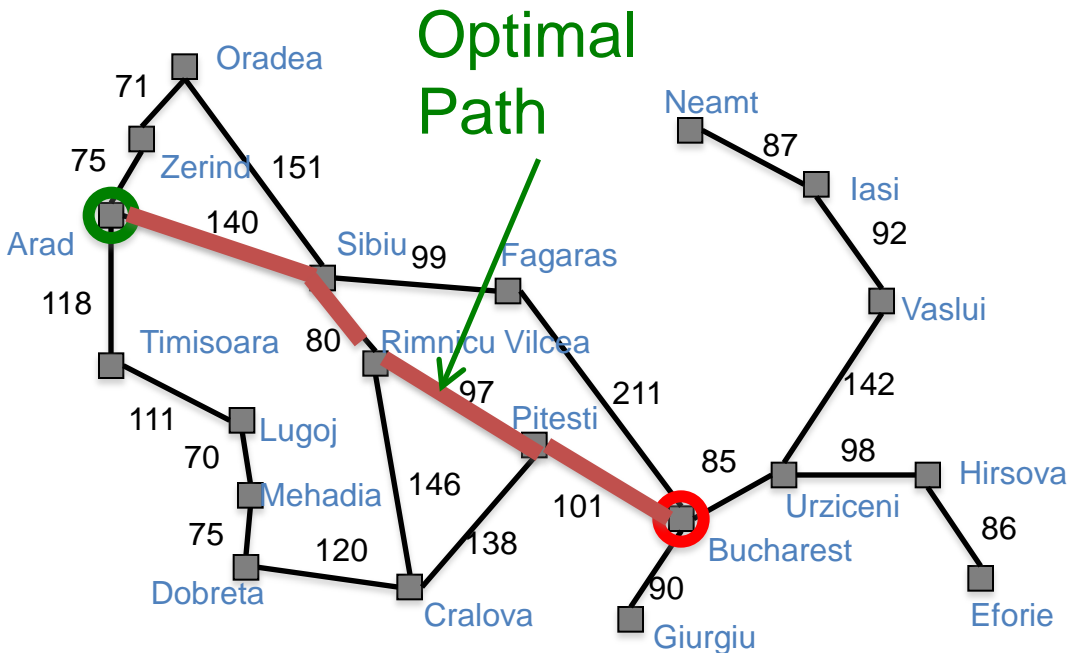 Optimal
Path
Oradea
71
Neamt
87
75
Zerind
151
Iasi
140
92
Arad
Sibiu
99
Fagaras
118
Vaslui
Timisoara
80
Rimnicu Vilcea
97
211
142
111
Pitesti
Lugoj
70
85
98
Hirsova
Mehadia
146
101
Urziceni
75
120
138
Bucharest
86
Dobreta
90
Cralova
Eforie
Giurgiu